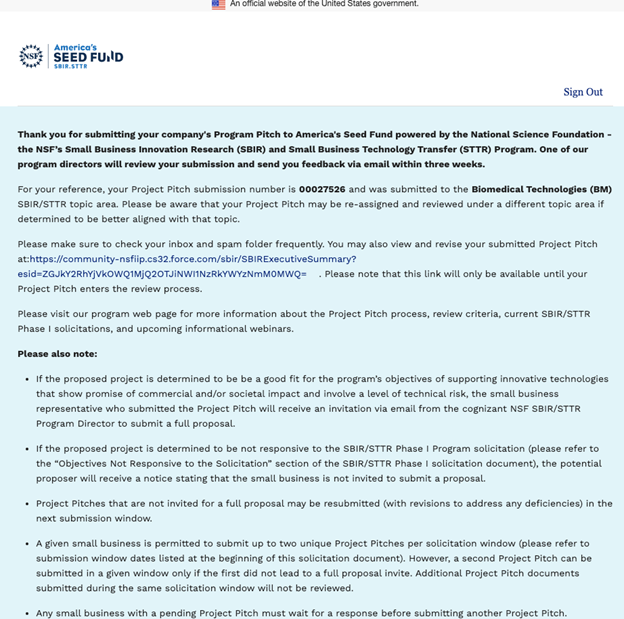 An official website of the United States government.
NSF
America's
SEED FUND
SBIR.STTR
Sign Out
Thank you for submitting your company's Program Pitch to America's Seed Fund powered by the National Science Foundation -
the NSF's Small Business Innovation Research (SBIR) and Small Business Technology Transfer (STTR) Program. One of our
program directors will review your submission and send you feedback via email within three weeks.
For your reference, your Project Pitch submission number is 00027526 and was submitted to the Biomedical Technologies (BM)
SBIR/STTR topic area. Please be aware that your Project Pitch may be re-assigned and reviewed under a different topic area if
determined to be better aligned with that topic.
Please make sure to check your inbox and spam folder frequently. You may also view and revise your submitted Project Pitch
at:https://community-nsfiip.cs32.force.com/sbir/SBIRExecutiveSummary?
esid=ZGJkY2RhYjVkOWQ1MjQ2OTJiNWI1NzRkYWYzNmM0MWQ= . Please note that this link will only be available until your
Project Pitch enters the review process.
Please visit our program web page for more information about the Project Pitch process, review criteria, current SBIR/STTR
Phase I solicitations, and upcoming informational webinars.
Please also note:
• If the proposed project is determined to be be a good fit for the program's objectives of supporting innovative technologies
that show promise of commercial and/or societal impact and involve a level of technical risk, the small business
representative who submitted the Project Pitch will receive an invitation via email from the cognizant NSF SBIR/STTR
Program Director to submit a full proposal.
• If the proposed project is determined to be not responsive to the SBIR/STTR Phase I Program solicitation (please refer to
the "Objectives Not Responsive to the Solicitation" section of the SBIR/STTR Phase I solicitation document), the potential
proposer will receive a notice stating that the small business is not invited to submit a proposal.
• Project Pitches that are not invited for a full proposal may be resubmitted (with revisions to address any deficiencies) in the
next submission window.
• A given small business is permitted to submit up to two unique Project Pitches per solicitation window (please refer to
submission window dates listed at the beginning of this solicitation document). However, a second Project Pitch can be
submitted in a given window only if the first did not lead to a full proposal invite. Additional Project Pitch documents
submitted during the same solicitation window will not be reviewed.
• Any small business with a pending Project Pitch must wait for a response before submitting another Project Pitch.